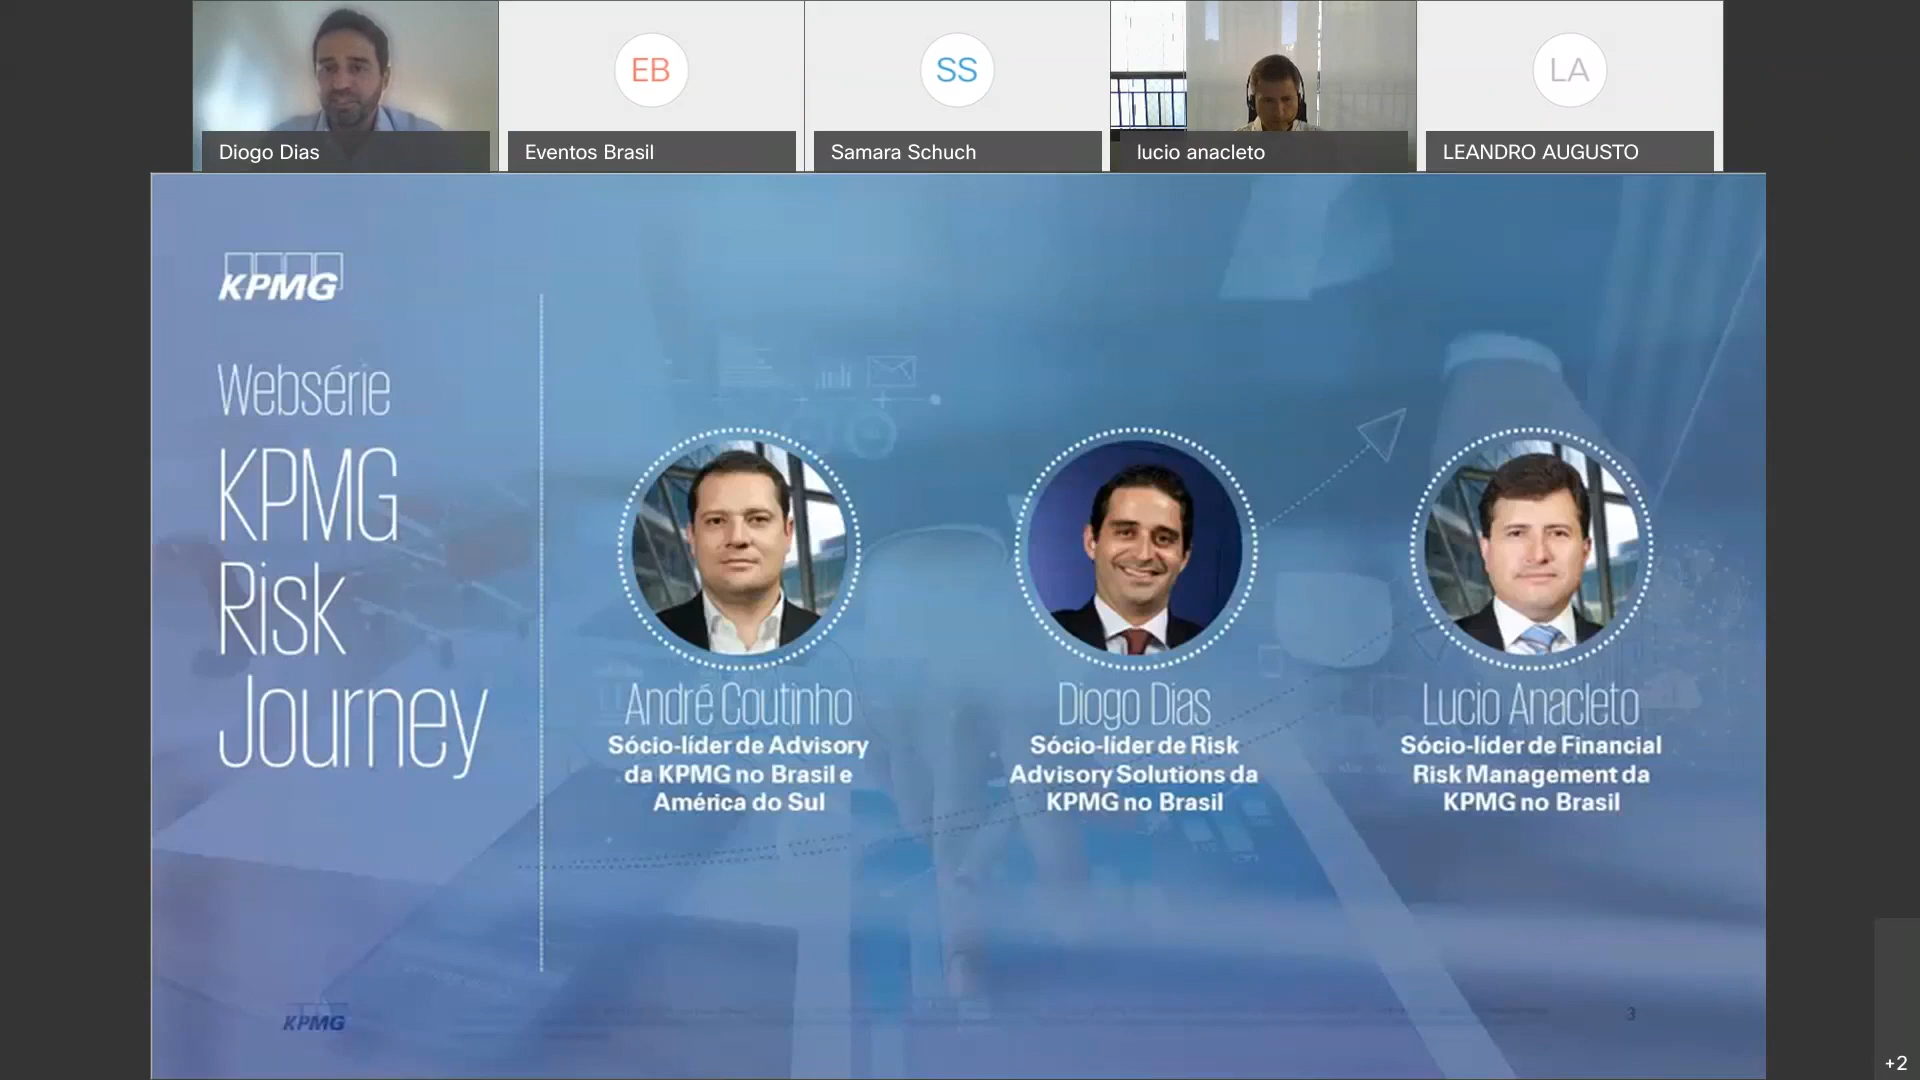 EB
SS
LA
Diogo Dias
Eventos Brasil
Samara Schuch
lucio anacleto
LEANDRO AUGUSTO
KPMG
Websérie
KPMG
Risk
Journey
André Coutinho
Sócio-líder de Advisory
da KPMG no Brasil e
América do Sul
Diogo Dias
Sócio-líder de Risk
Advisory Solutions da
KPMG no Brasil
Lucio Anacleto
Sócio-líder de Financial
Risk Management da
KPMG no Brasil
KPMG
3
+2